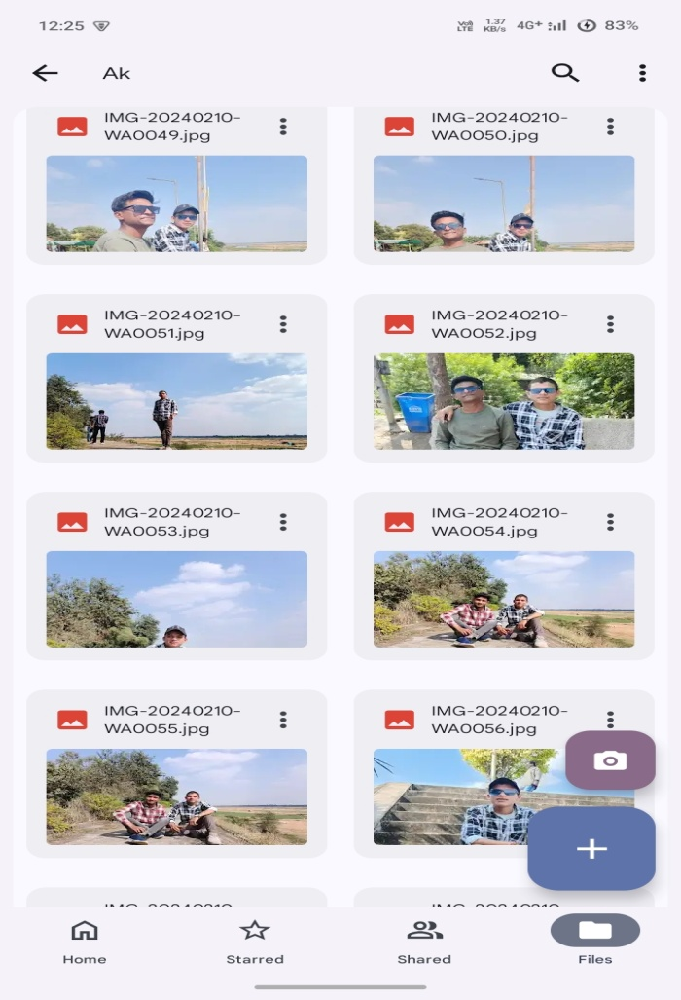 12:25 Vo)) LTE 1.37 KB/s 4G+ 83%
Ak
IMG-20240210-
WA0049.jpg
IMG-20240210-
WA0050.jpg
IMG-20240210-
WA0051.jpg
IMG-20240210-
WA0052.jpg
IMG-20240210-
WA0053.jpg
IMG-20240210-
WA0054.jpg
IMG-20240210-
WA0055.jpg
IMG-20240210-
WA0056.jpg
Home Starred Shared Files